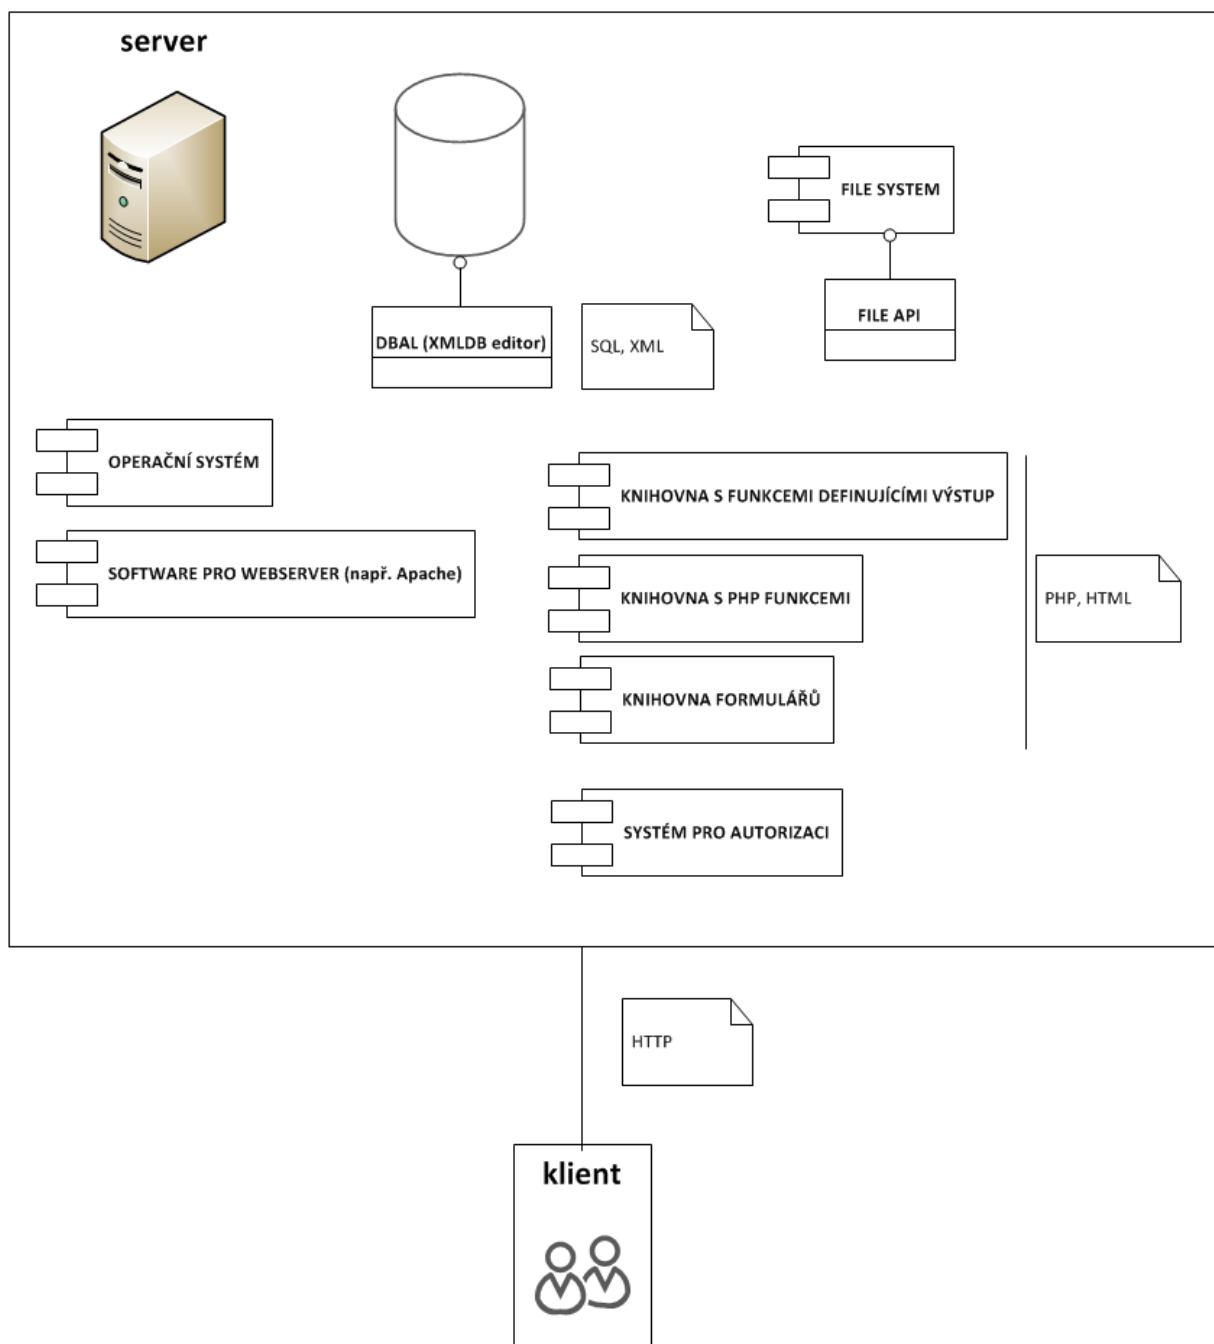 server
FILE SYSTEM
FILE API
DBAL (XMLDB editor)
SQL, XML
OPERAČNÍ SYSTÉM
KNIHOVNA S FUNKCEMI DEFINUJÍCÍMI VÝSTUP
SOFTWARE PRO WEBSERVER (např. Apache)
KNIHOVNA S PHP FUNKCEMI
PHP, HTML
KNIHOVNA FORMULÁŘŮ
SYSTÉM PRO AUTORIZACI
HTTP
klient